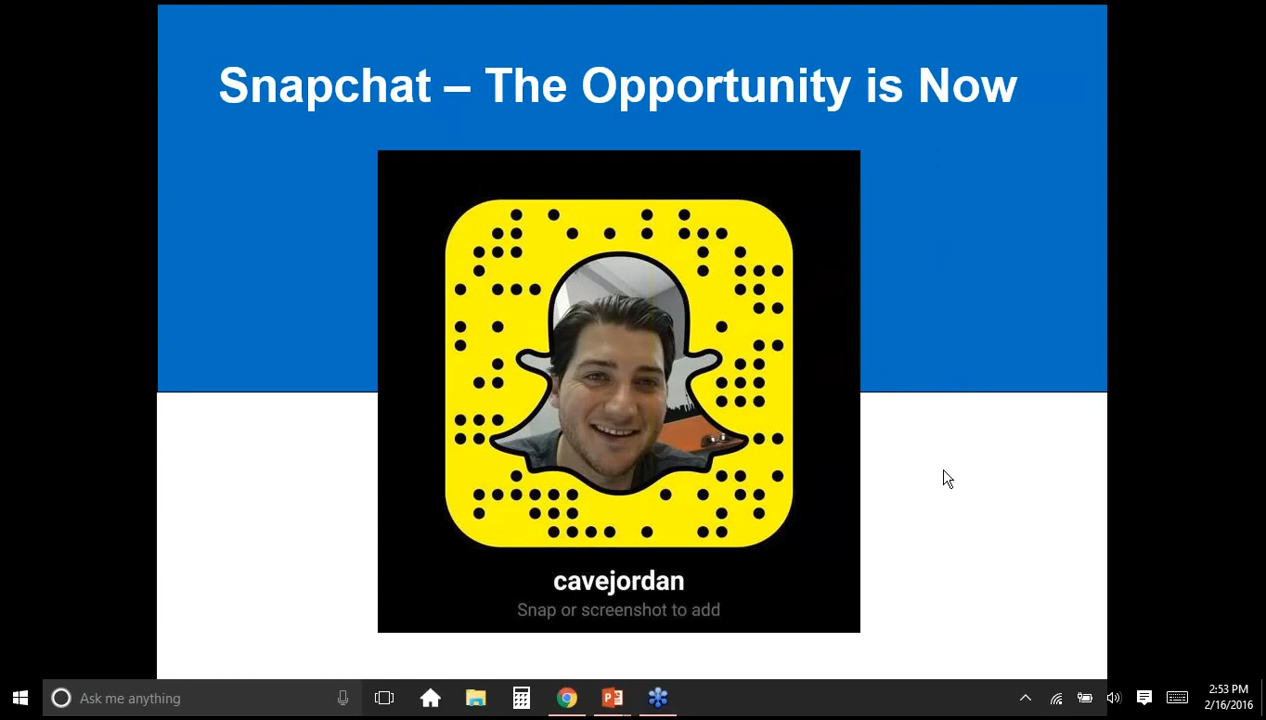 Snapchat – The Opportunity is Now
cavejordan
Snap or screenshot to add
Ask me anything
2:53 PM
2/16/2016